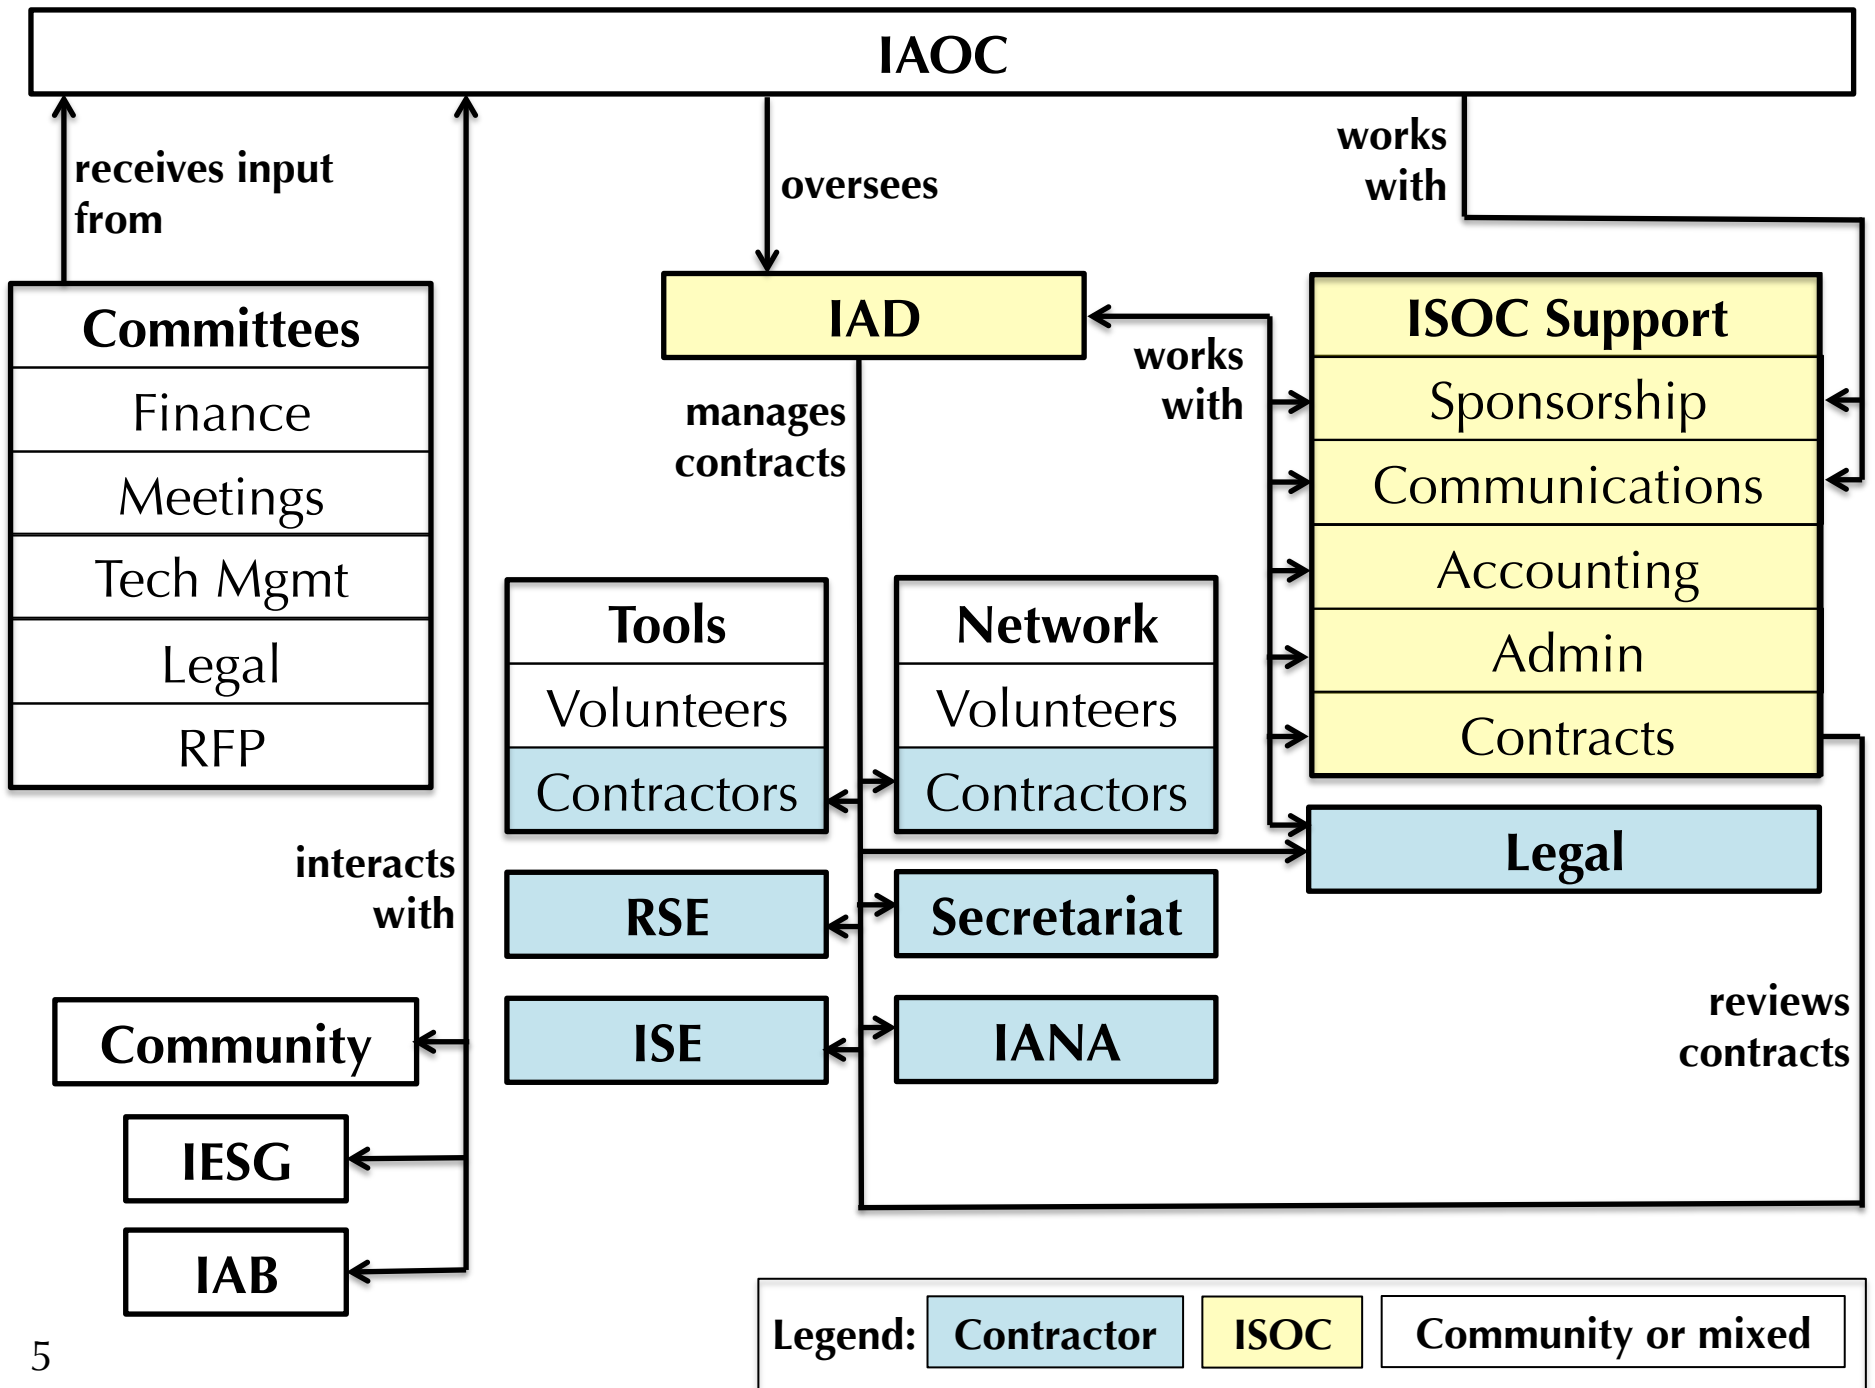 IAOC
receives input
from
oversees
works
with
Committees
Finance
Meetings
Tech Mgmt
Legal
RFP
IAD
works
with
manages
contracts
ISOC Support
Sponsorship
Communications
Accounting
Admin
Contracts
Tools
Volunteers
Contractors
Network
Volunteers
Contractors
Legal
interacts
with
RSE
Secretariat
ISE
IANA
reviews
contracts
Community
IESG
IAB
Legend: Contractor ISOC Community or mixed
5